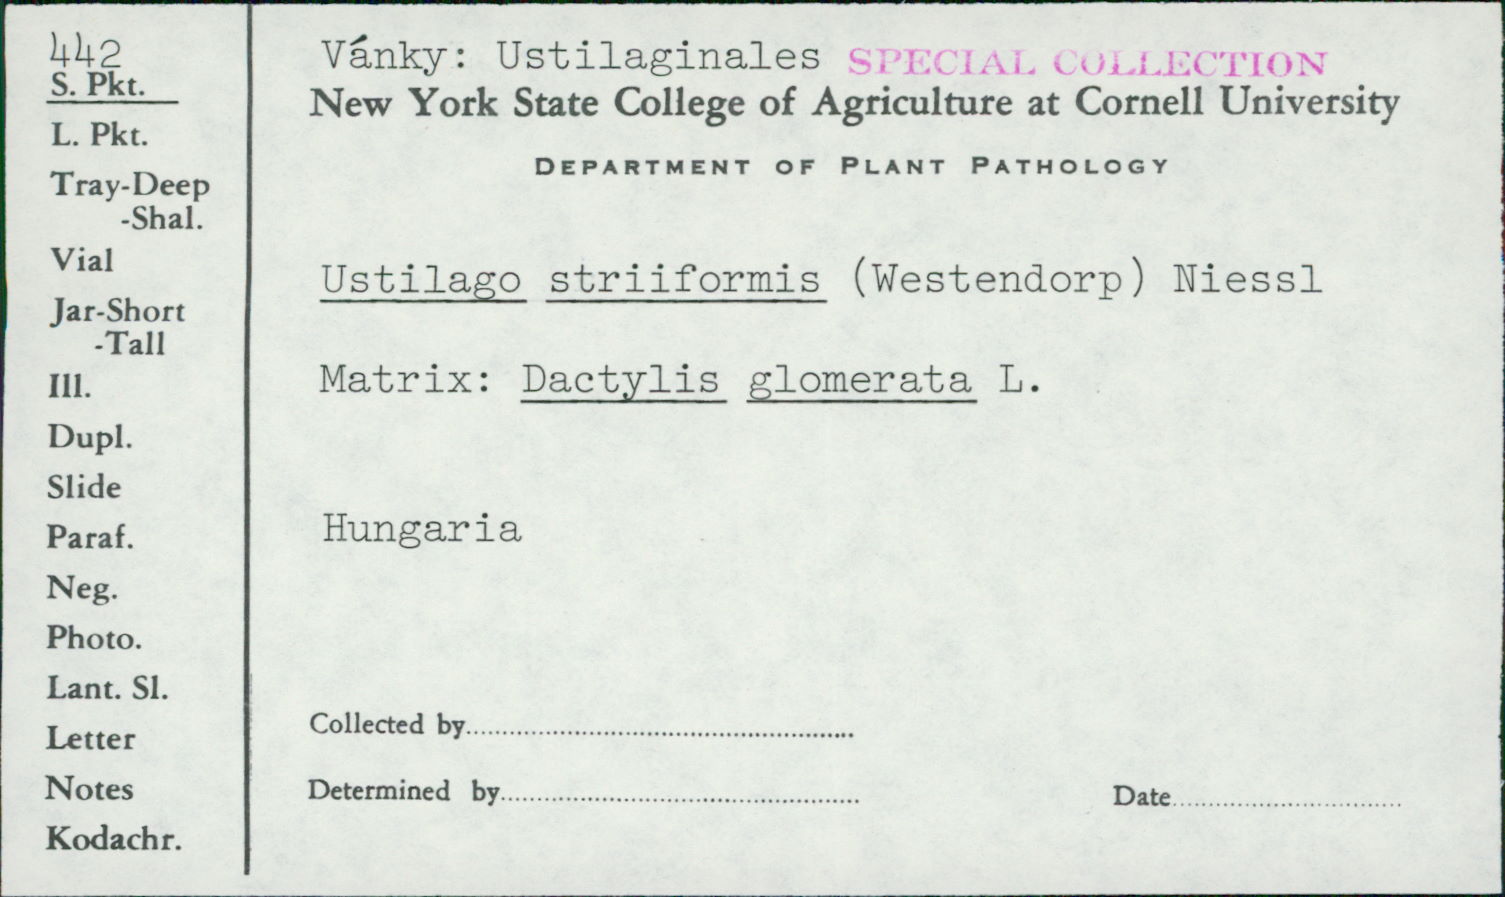 442
S. Pkt.
L. Pkt.
Tray-Deep
-Shal.
Vial
Jar-Short
-Tall
Ill.
Dupl.
Slide
Paraf.
Neg.
Photo.
Lant. Sl.
Letter
Notes
Kodachr.
Vánky: Ustilaginales SPECIAL COLLECTION
New York State College of Agriculture at Cornell University
DEPARTMENT OF PLANT PATHOLOGY
Ustilago striiformis (Westendorp) Niessl
Matrix: Dactylis glomerata L.
Hungaria
Collected by
Determined by Date